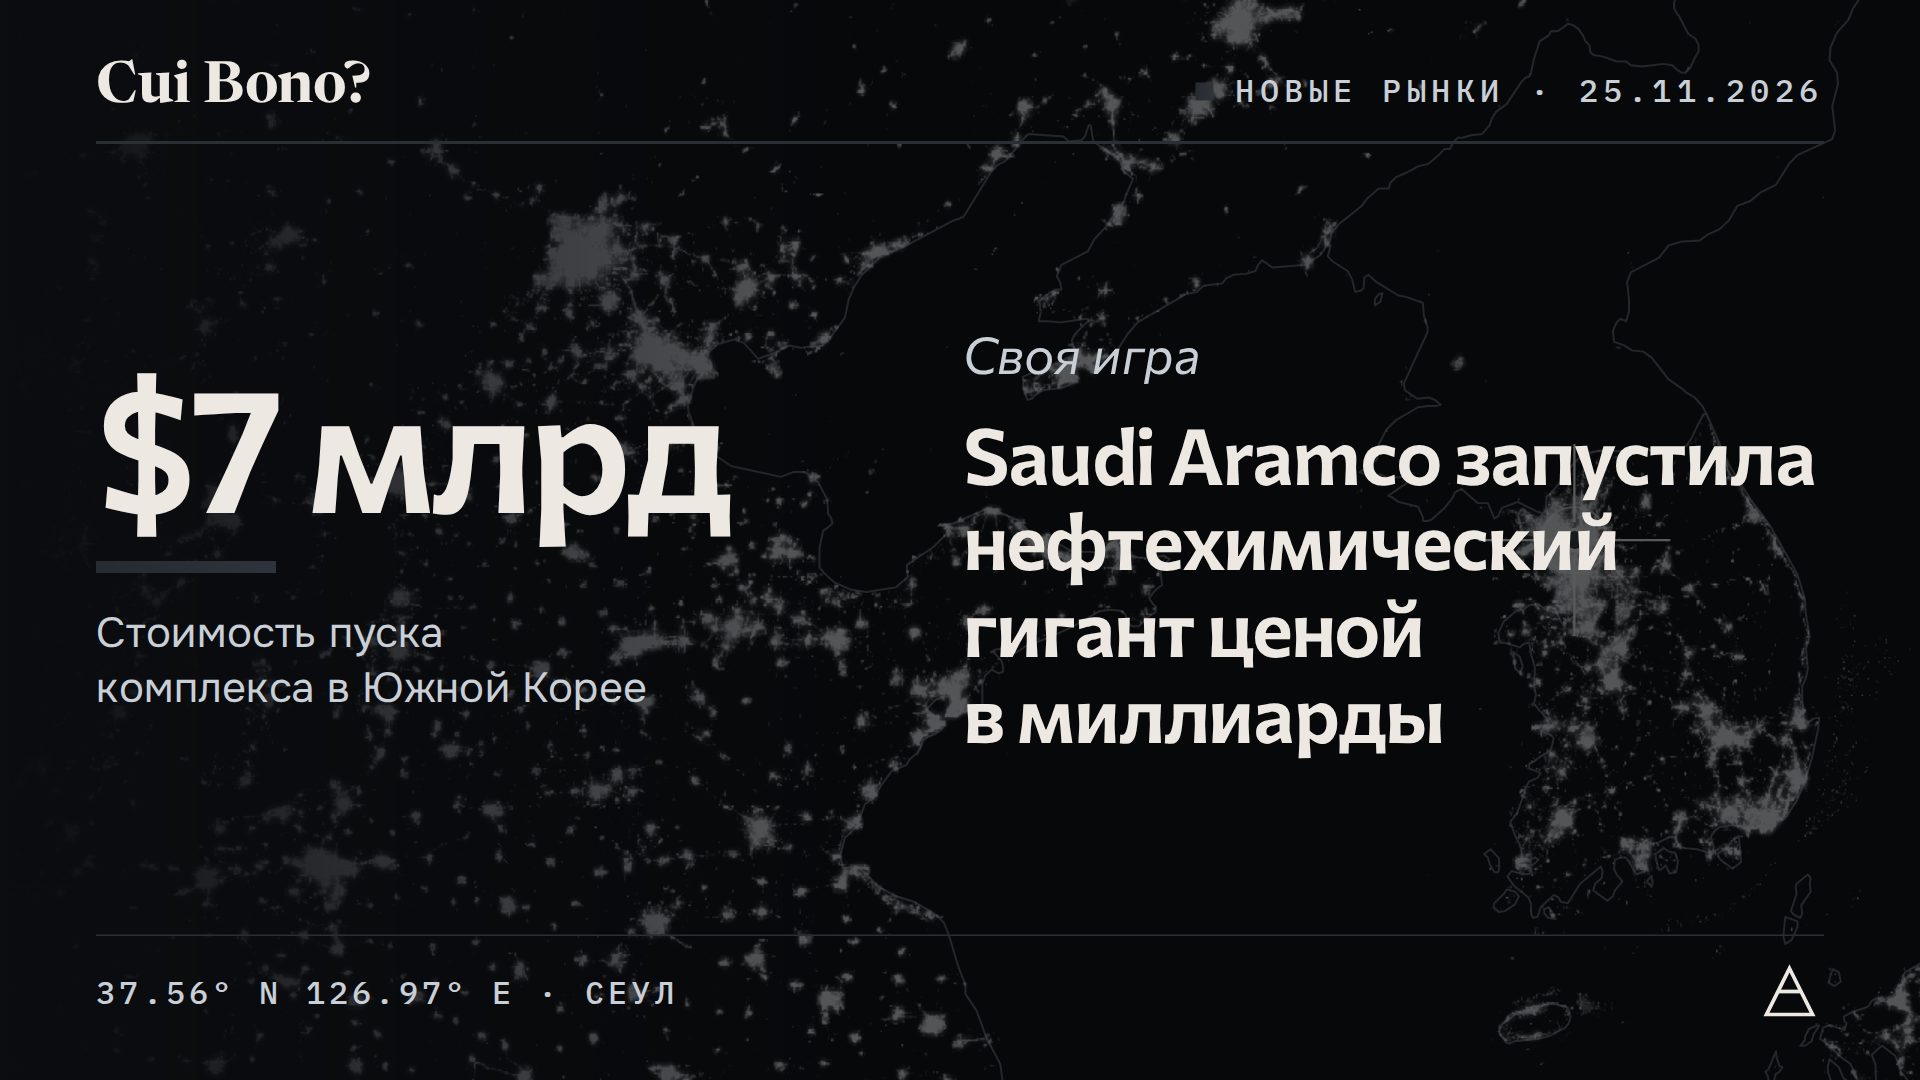 Cui Bono?
НОВЫЕ РЫНКИ · 25.11.2026
$7 млрд
Стоимость пуска
комплекса в Южной Корее
Своя игра
Saudi Aramco запустила
нефтехимический
гигант ценой
в миллиарды
37.56° N 126.97° E · СЕУЛ